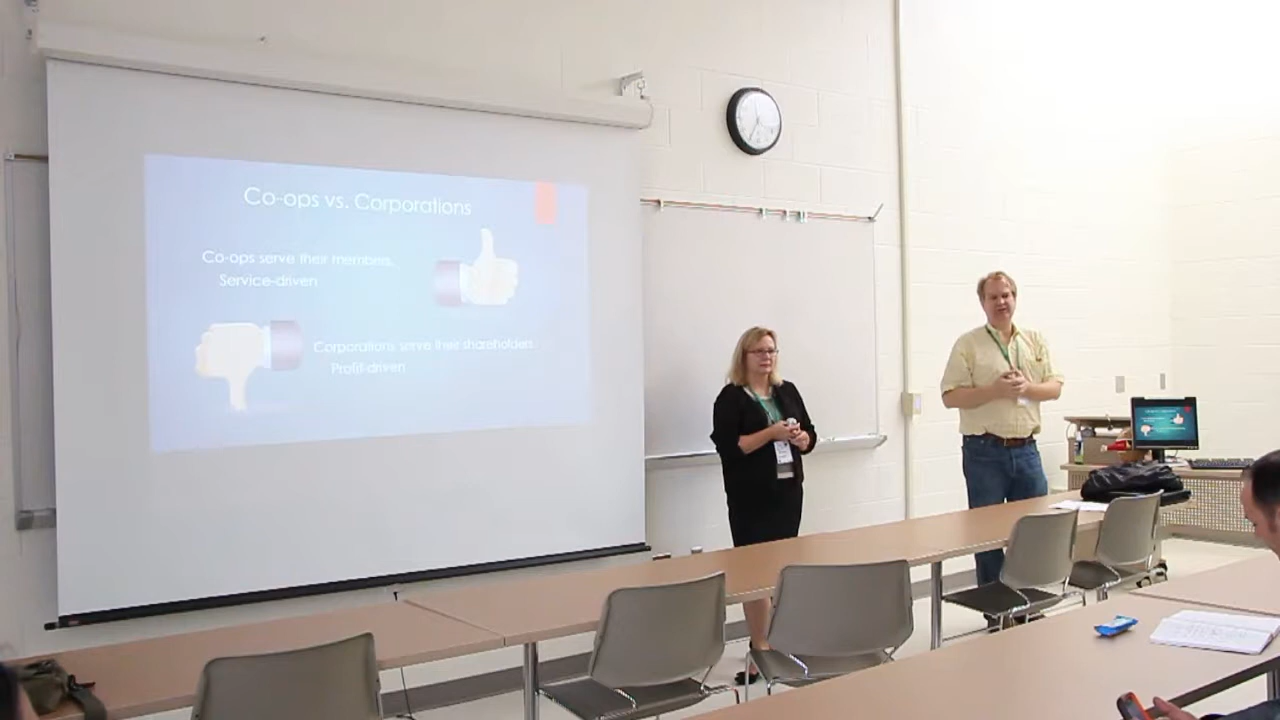 Co-ops vs. Corporations
Co-ops serve their members.
Service-driven
Corporations serve their shareholders.
Profit-driven